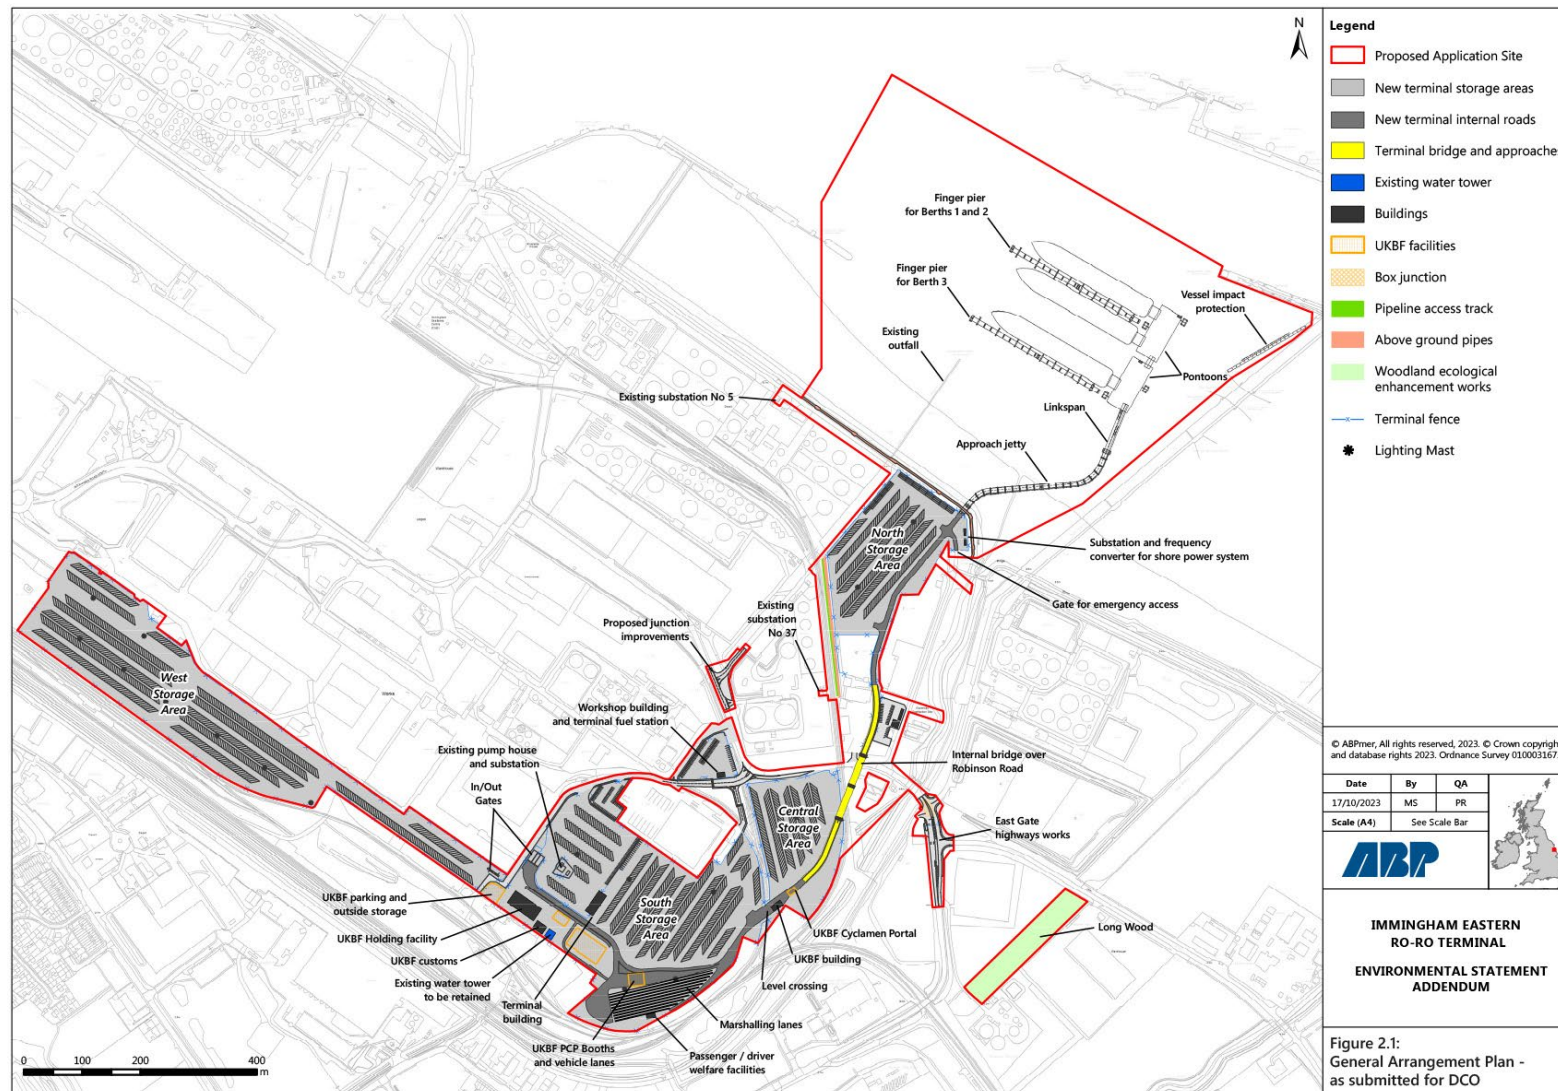 N
Finger pier
for Berths 1 and 2
Finger pier
for Berth 3
Vessel impact
protection
Existing
outfall
Pontoons
Existing substation No 5
Linkspan
Approach jetty
North
Storage
Area
Substation and frequency
converter for shore power system
Gate for emergency access
Existing
substation
No 37
Proposed junction
improvements
West
Storage
Area
Workshop building
and terminal fuel station
Existing pump house
and substation
Internal bridge over
Robinson Road
In/Out
Gates
Central
Storage
Area
East Gate
highways works
UKBF parking and
outside storage
South
Storage
Area
UKBF Holding facility
UKBF Cyclamen Portal
Long Wood
UKBF customs
UKBF building
Existing water tower
to be retained
Level crossing
Terminal
building
Marshalling lanes
UKBF PCP Booths
and vehicle lanes
Passenger / driver
welfare facilities
0 100 200 400
m
Legend
Proposed Application Site
New terminal storage areas
New terminal internal roads
Terminal bridge and approaches
Existing water tower
Buildings
UKBF facilities
Box junction
Pipeline access track
Above ground pipes
Woodland ecological
enhancement works
Terminal fence
Lighting Mast
© ABPmer, All rights reserved, 2023. © Crown copyright
and database rights 2023. Ordnance Survey 0100031673
Date By QA
17/10/2023 MS PR
Scale (A4) See Scale Bar
ABP
IMMINGHAM EASTERN
RO-RO TERMINAL
ENVIRONMENTAL STATEMENT
ADDENDUM
Figure 2.1:
General Arrangement Plan -
as submitted for DCO